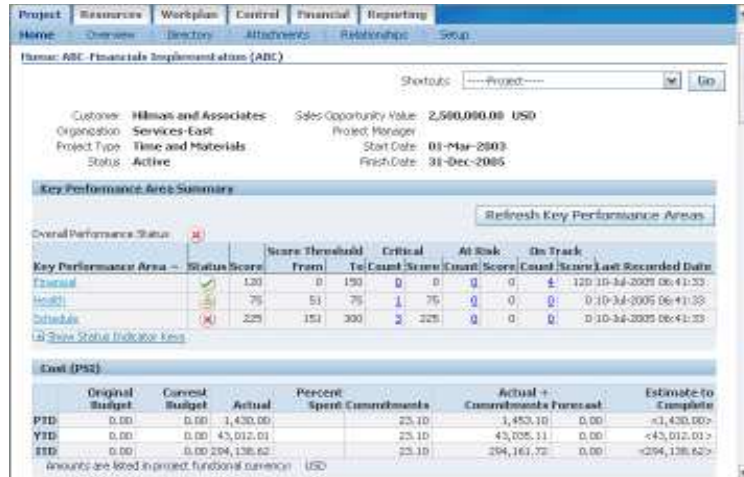 Project Resources Workplan Control Financial Reporting
Home Overview Directory Attachments Relationships Setup
Home: ABC-Financials Implementation (ABC)
Shortcuts -----Project----- Go
Customer Hilman and Associates Sales Opportunity Value 2,500,000.00 USD
Organization Services-East Project Manager
Project Type Time and Materials Start Date 01-Mar-2003
Status Active Finish Date 31-Dec-2005
Key Performance Area Summary
Refresh Key Performance Areas
Overall Performance Status
Score Threshold Critical At Risk On Track
Key Performance Area Status Score From To Count Score Count Score Count Score Last Recorded Date
Financial 120 0 150 0 0 0 0 4 120 10-Jul-2005 06:41:33
Health 75 51 75 1 75 0 0 0 0 10-Jul-2005 06:41:33
Schedule 225 151 300 3 225 0 0 0 0 10-Jul-2005 06:41:33
Show Status Indicator Keys
Cost (PSI)
Original Current Percent Actual + Estimate to
Budget Budget Actual Spent Commitments Commitments Forecast Complete
PTD 0.00 0.00 1,430.00 23.10 1,453.10 0.00 <1,430.00>
YTD 0.00 0.00 43,012.01 23.10 43,035.11 0.00 <43,012.01>
ITD 0.00 0.00 294,138.62 23.10 294,161.72 0.00 <294,138.62>
Amounts are listed in project functional currency: USD